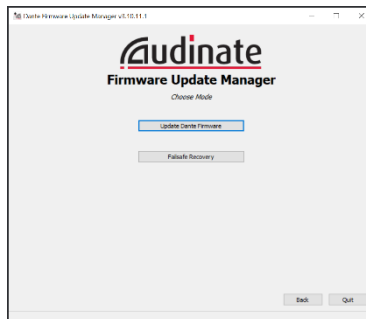 Dante Firmware Update Manager v3.10.11.1
Audinate
Firmware Update Manager
Choose Mode
Update Dante Firmware
Failsafe Recovery
Back
Quit